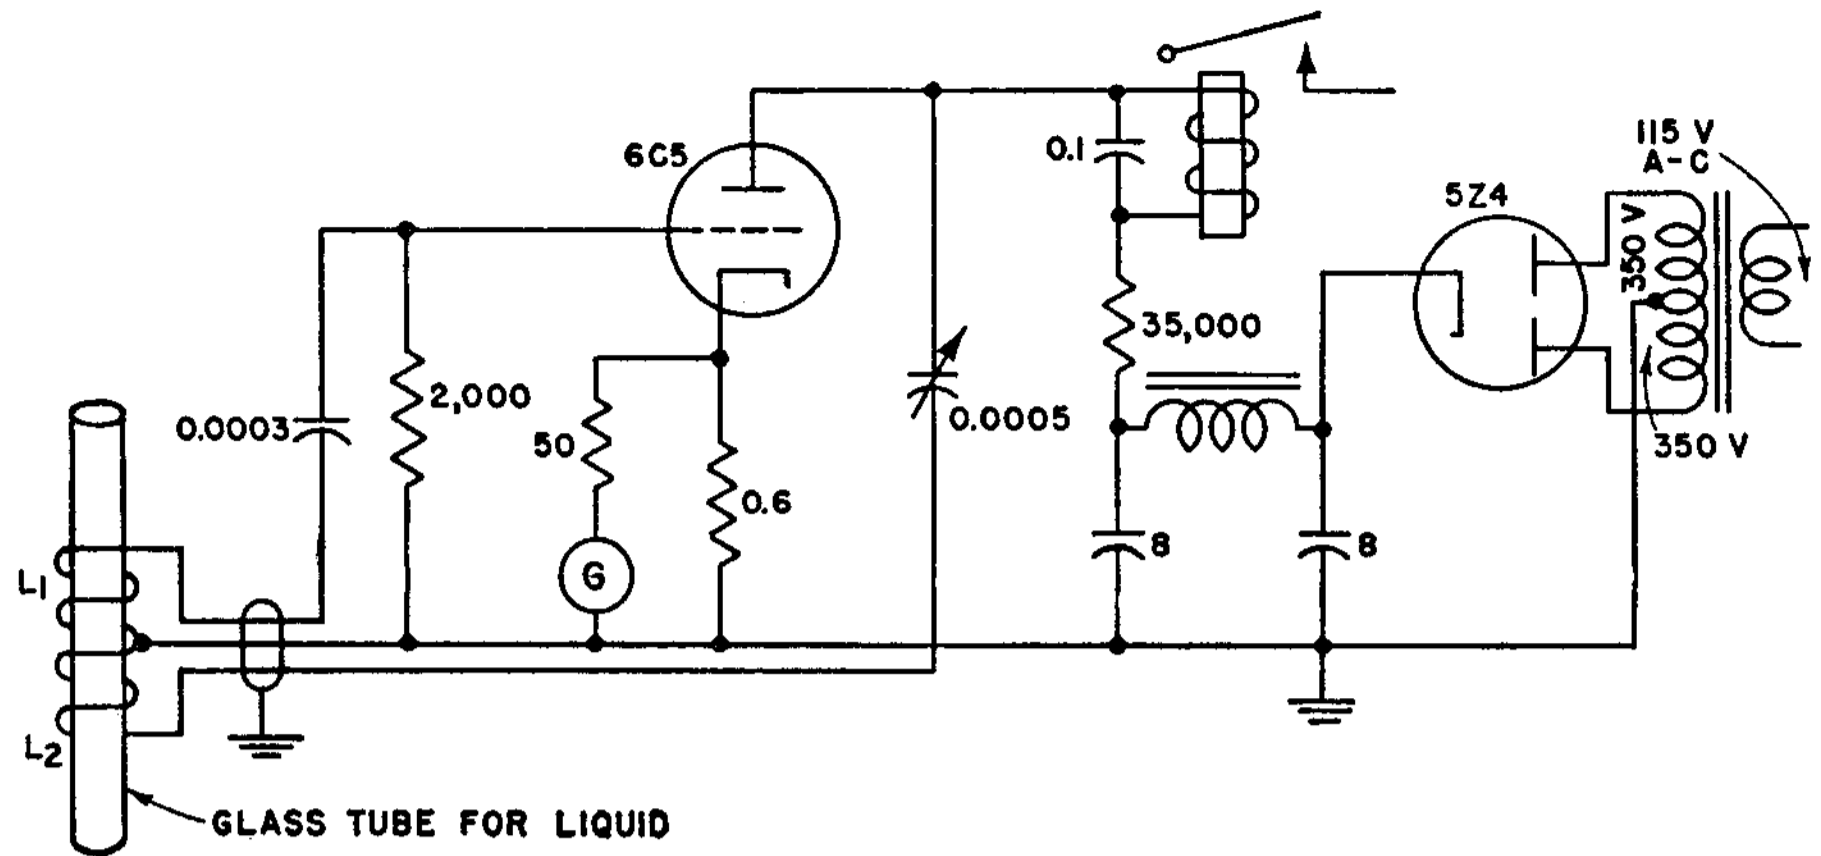 115 V
A-C
6C5
0.1
5Z4
350 V
35,000
2,000
0.0003
50
0.0005
350 V
0.6
8
8
G
L1
L2
GLASS TUBE FOR LIQUID